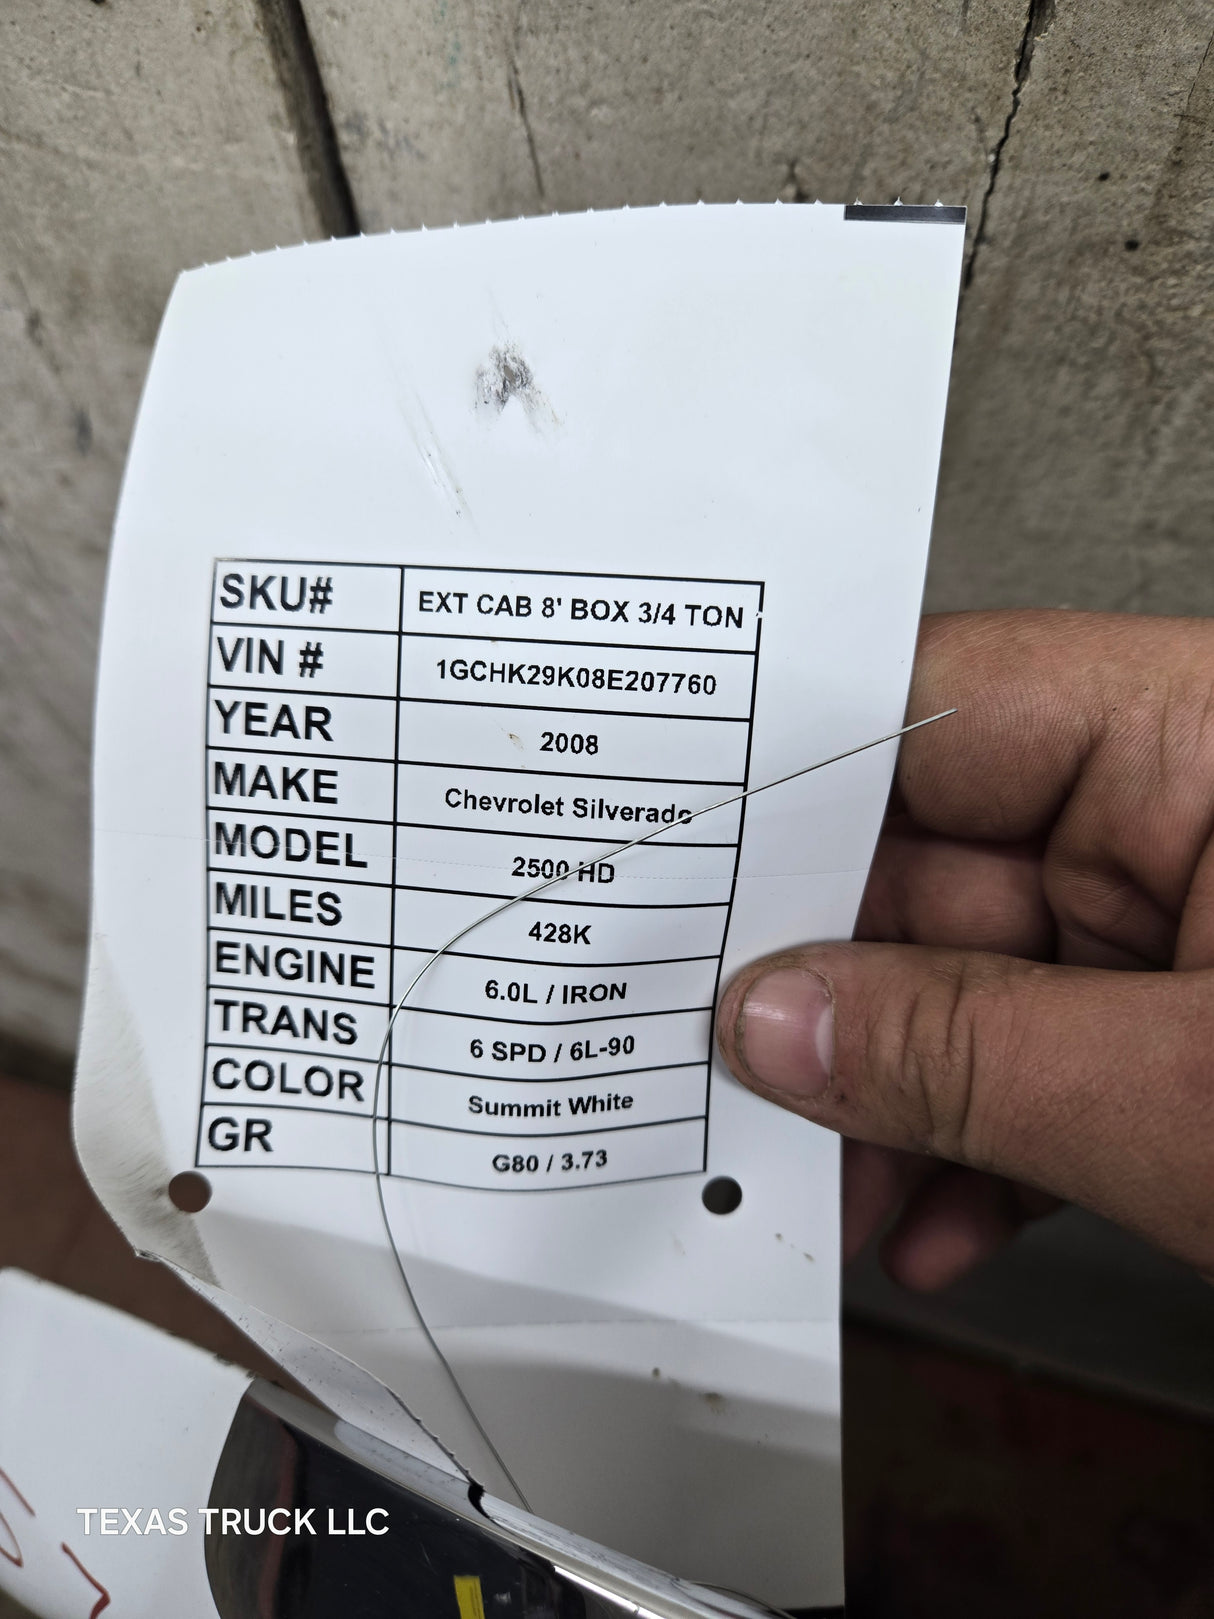 SKU# EXT CAB 8' BOX 3/4 TON
VIN # 1GCHK29K08E207760
YEAR 2008
MAKE Chevrolet Silverado
MODEL 2500 HD
MILES 428K
ENGINE 6.0L / IRON
TRANS 6 SPD / 6L-90
COLOR Summit White
GR G80 / 3.73
TEXAS TRUCK LLC